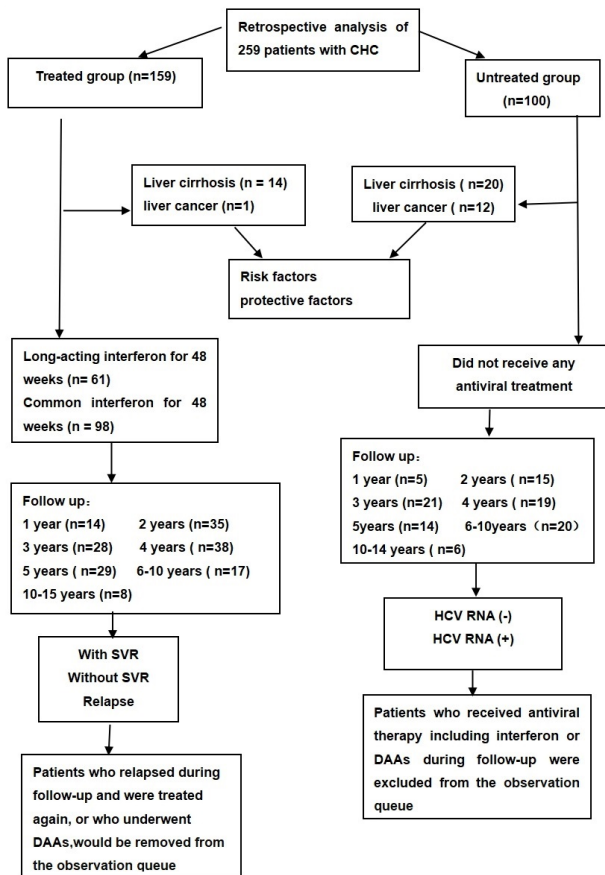 Retrospective analysis of
259 patients with CHC
Treated group (n=159)
Untreated group
(n=100)
Liver cirrhosis (n = 14)
liver cancer (n=1)
Liver cirrhosis ( n=20)
liver cancer ( n=12)
Risk factors
protective factors
Long-acting interferon for 48
weeks (n= 61)
Common interferon for 48
weeks (n = 98)
Did not receive any
antiviral treatment
Follow up：
1 year (n=14) 2 years (n=35)
3 years (n=28) 4 years (n=38)
5 years ( n=29) 6-10 years ( n=17)
10-15 years (n=8)
Follow up：
1 year (n=5) 2 years ( n=15)
3 years (n=21) 4 years (n=19)
5years (n=14) 6-10years（n=20）
10-14 years ( n=6)
With SVR
Without SVR
Relapse
HCV RNA (-)
HCV RNA (+)
Patients who relapsed during
follow-up and were treated
again, or who underwent
DAAs,would be removed from
the observation queue
Patients who received antiviral
therapy including interferon or
DAAs during follow-up were
excluded from the observation
queue